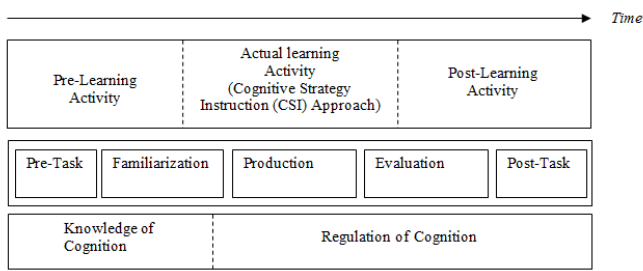 Time
Pre-Learning
Activity
Actual learning
Activity
(Cognitive Strategy
Instruction (CSI) Approach)
Post-Learning
Activity
Pre-Task
Familiarization
Production
Evaluation
Post-Task
Knowledge of
Cognition
Regulation of Cognition